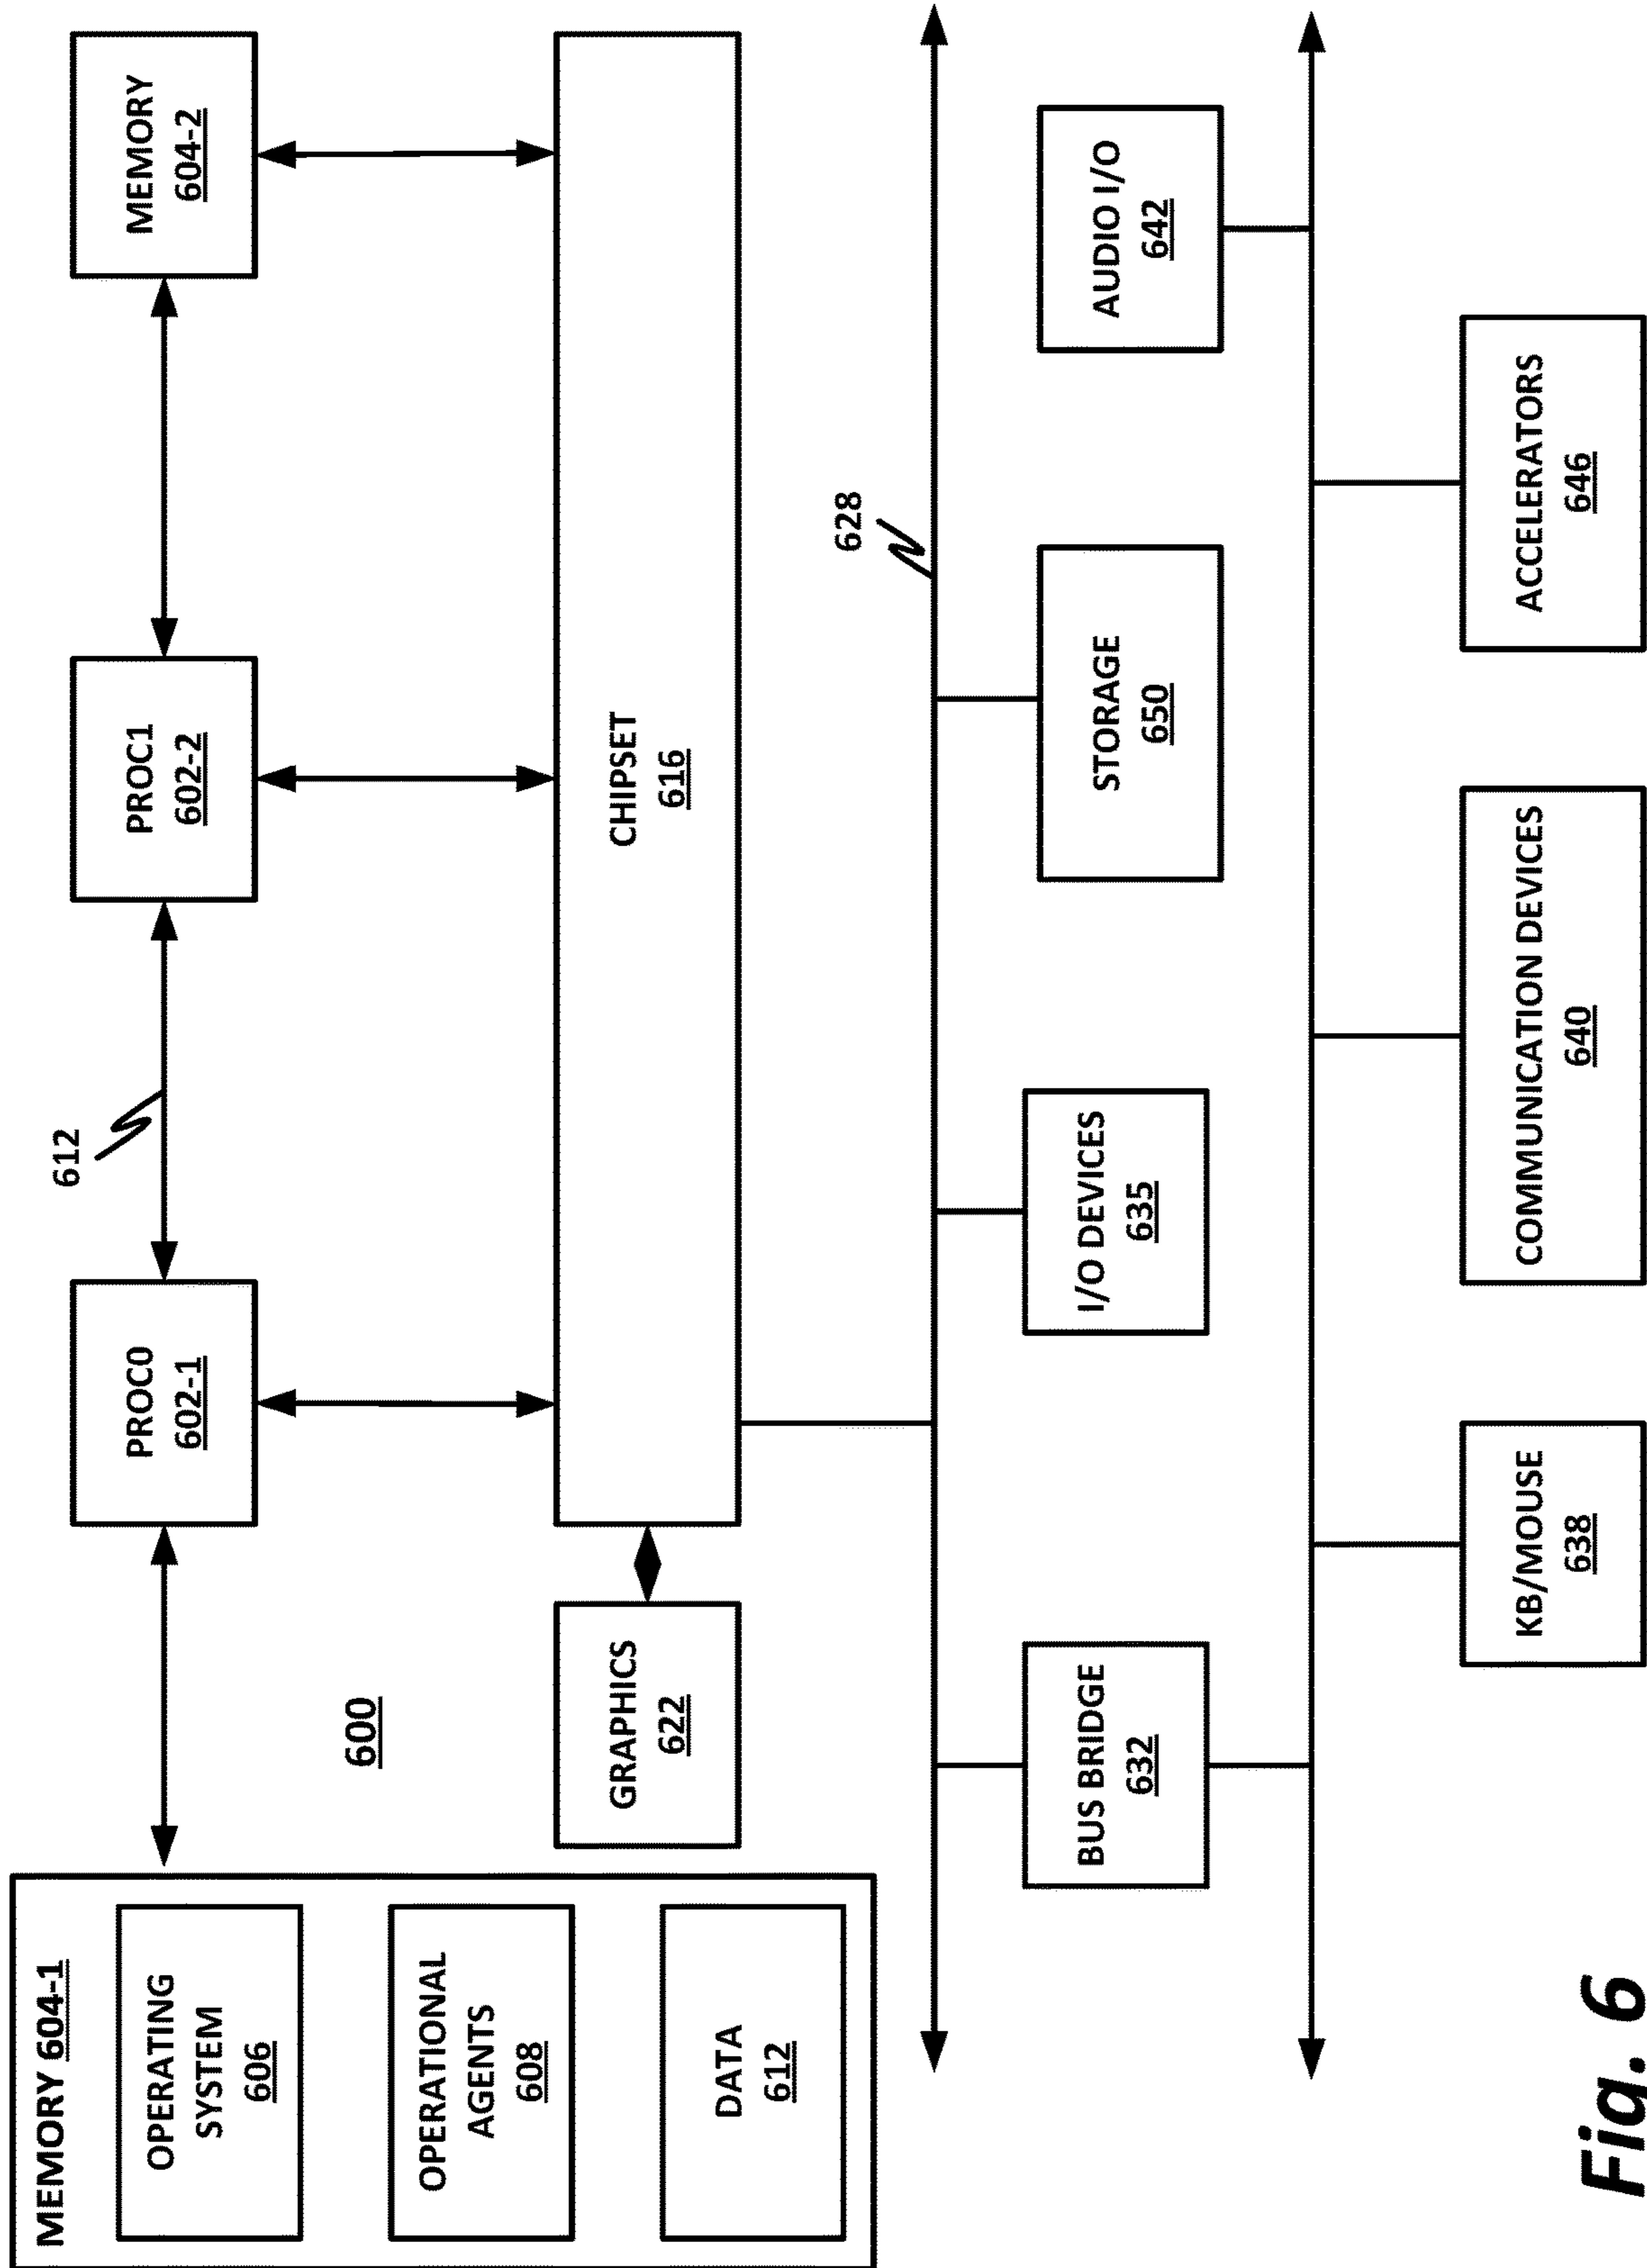 MEMORY 604-1
OPERATING
SYSTEM
606
OPERATIONAL
AGENTS
608
DATA
612
PROC0
602-1
612
PROC1
602-2
MEMORY
604-2
600
GRAPHICS
622
CHIPSET
616
628
BUS BRIDGE
632
I/O DEVICES
635
STORAGE
650
AUDIO I/O
642
KB/MOUSE
638
COMMUNICATION DEVICES
640
ACCELERATORS
646
Fig. 6